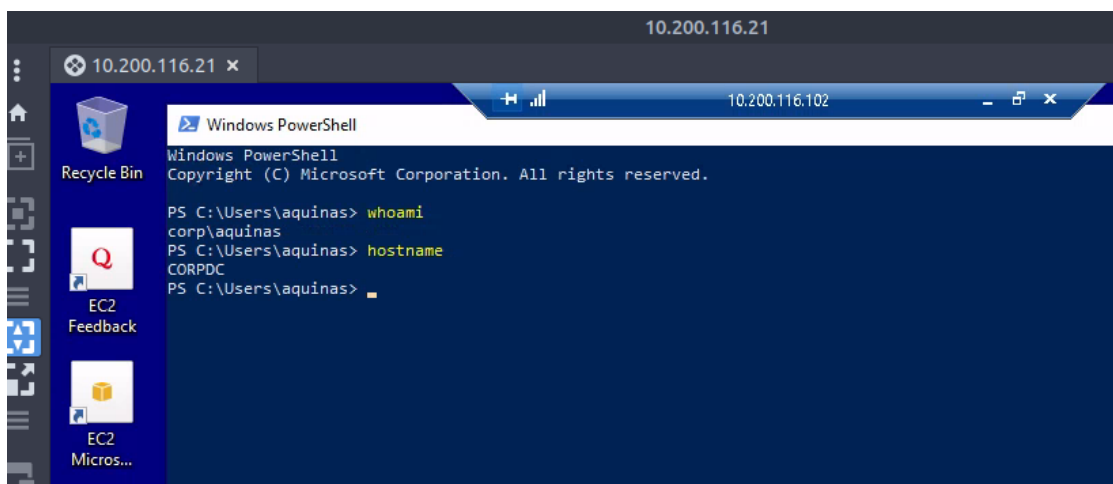 10.200.116.21
10.200.116.21 ×
10.200.116.102
Windows PowerShell
Windows PowerShell
Copyright (C) Microsoft Corporation. All rights reserved.
PS C:\Users\aquinas> whoami
corp\aquinas
PS C:\Users\aquinas> hostname
CORPDC
PS C:\Users\aquinas>
Recycle Bin
Q
EC2
Feedback
EC2
Micros...